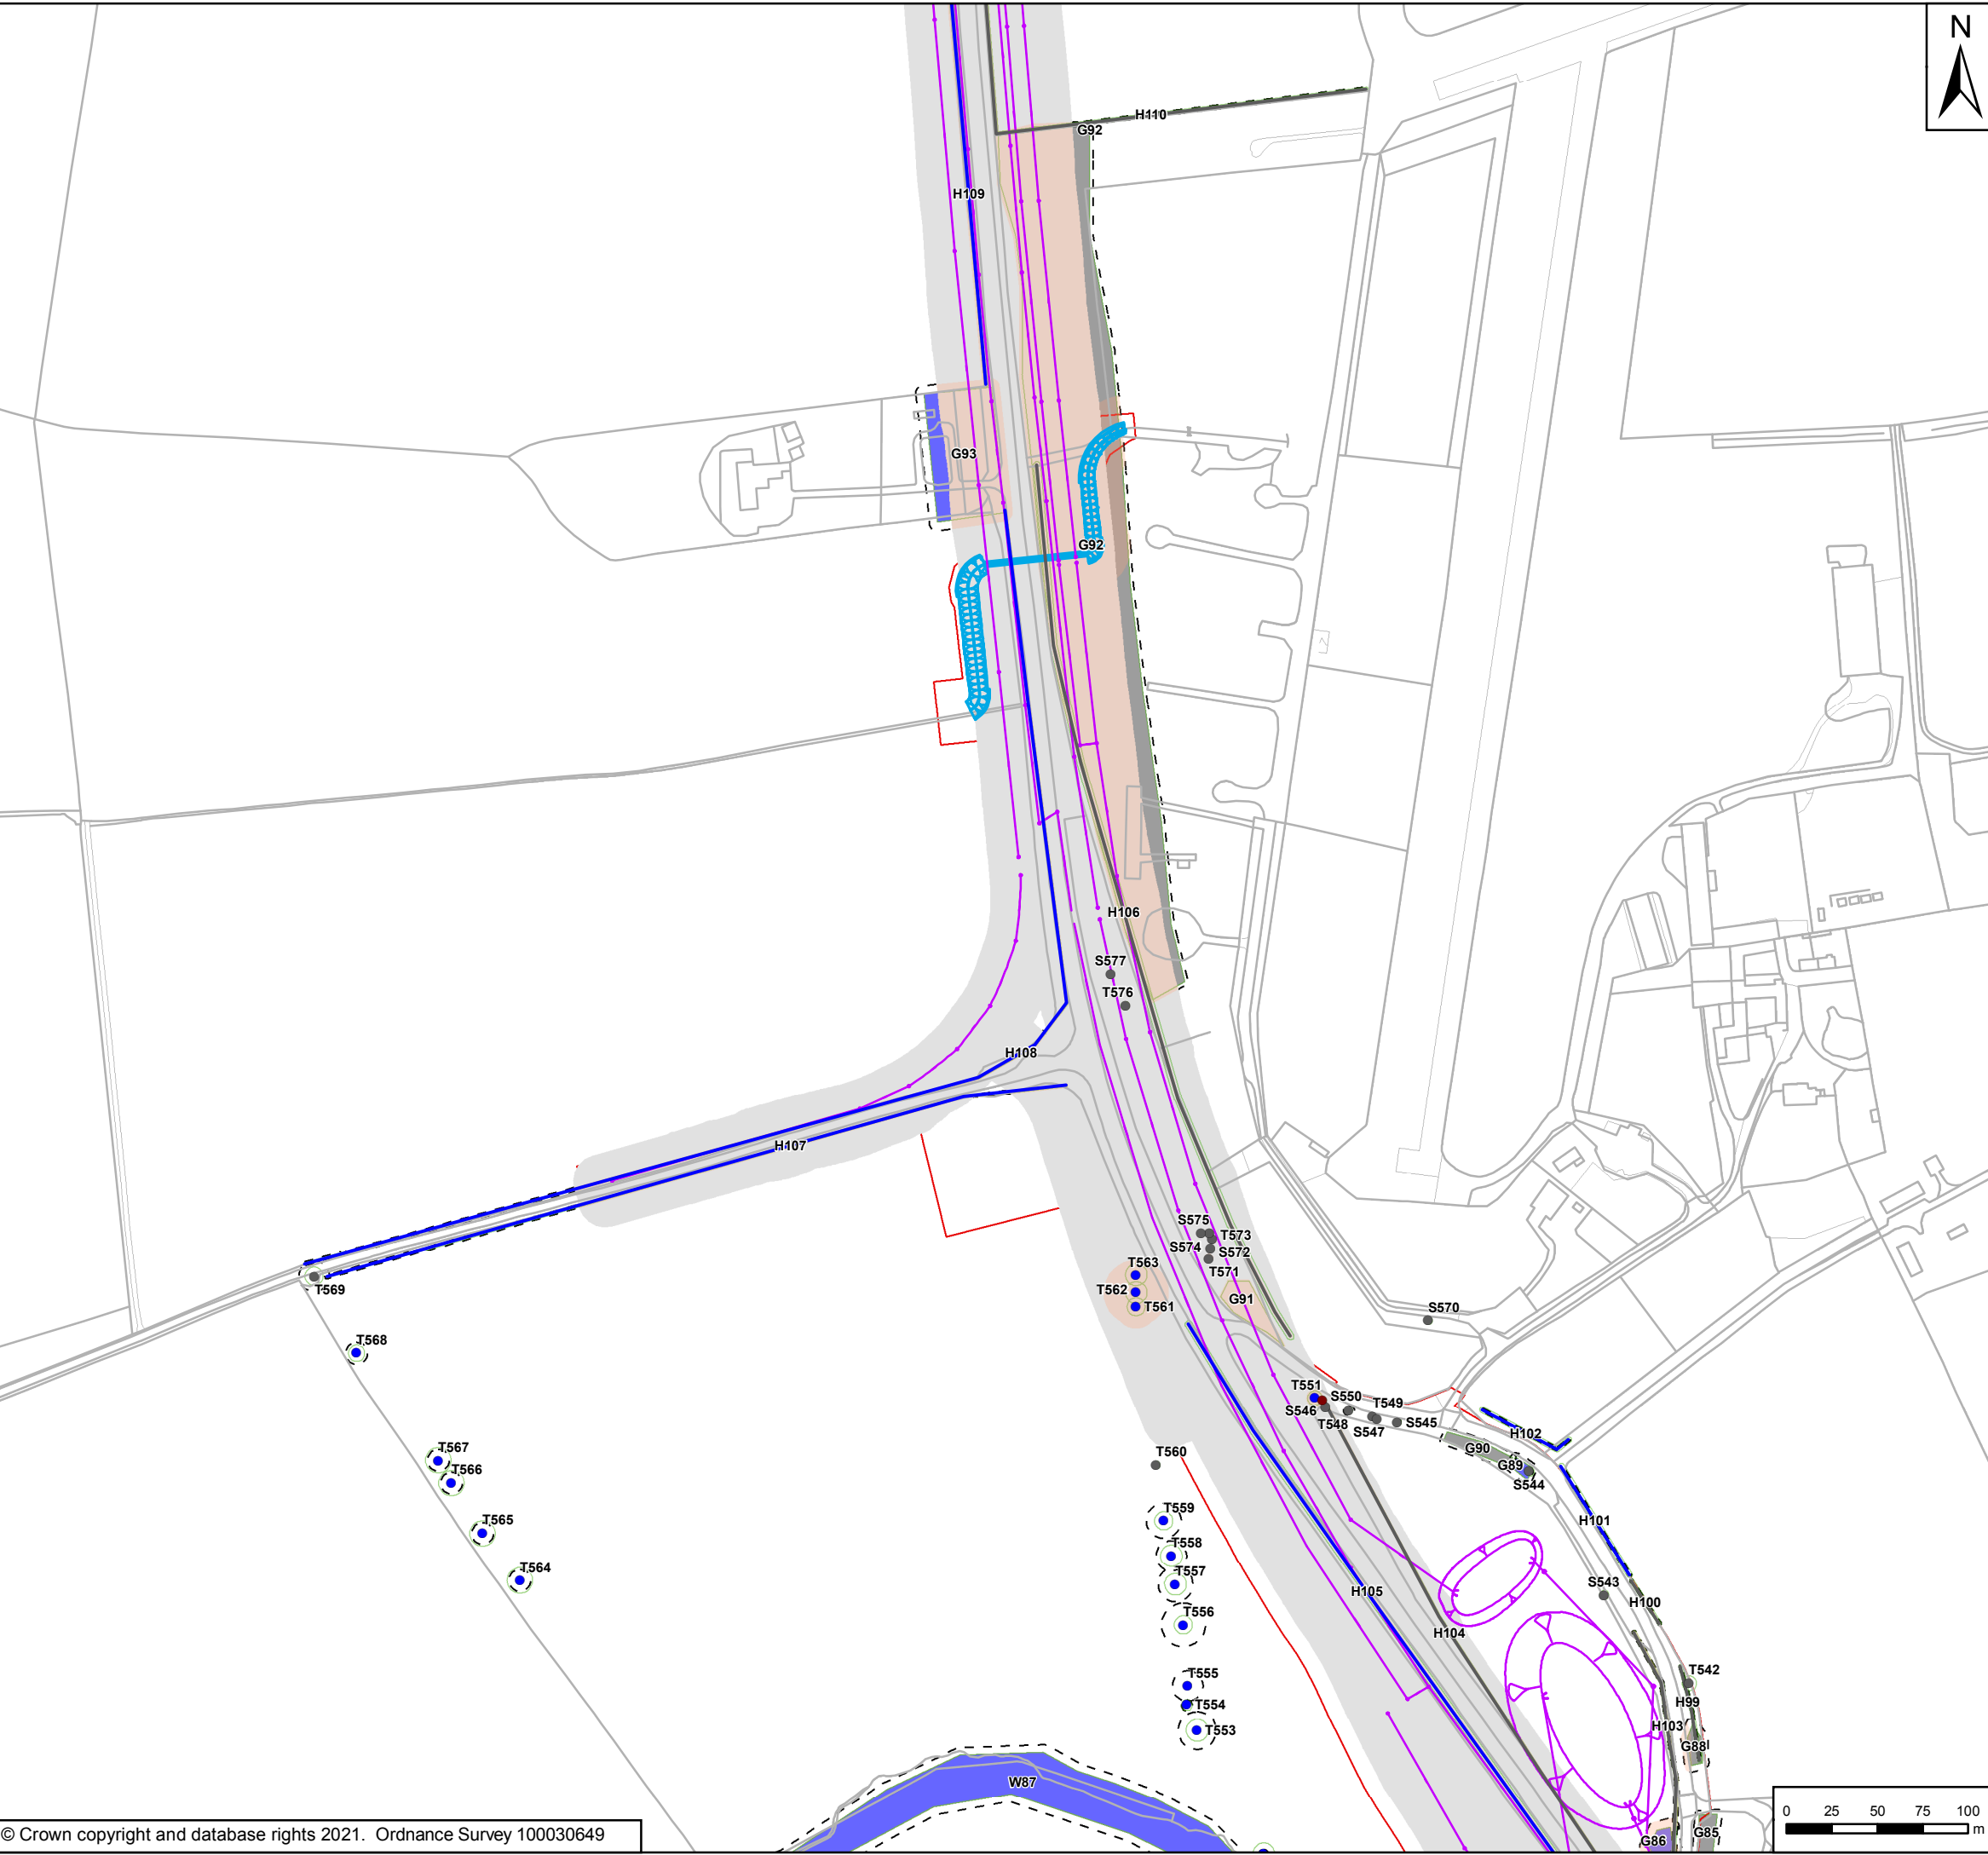 N
H110
G92
H109
G93
G92
H106
S577
T576
H108
H107
S575
T573
S574
S572
T571
T563
T562
T561
G91
T569
S570
T568
T551
S550
T549
S546
T548
S547
S545
H102
G90
G89
S544
T567
T566
T560
T559
T565
H101
T558
T564
T557
H105
S543
H100
T556
H104
T555
T542
T554
H99
T553
H103
G88
W87
G86
G85
0 25 50 75 100
m
© Crown copyright and database rights 2021. Ordnance Survey 100030649